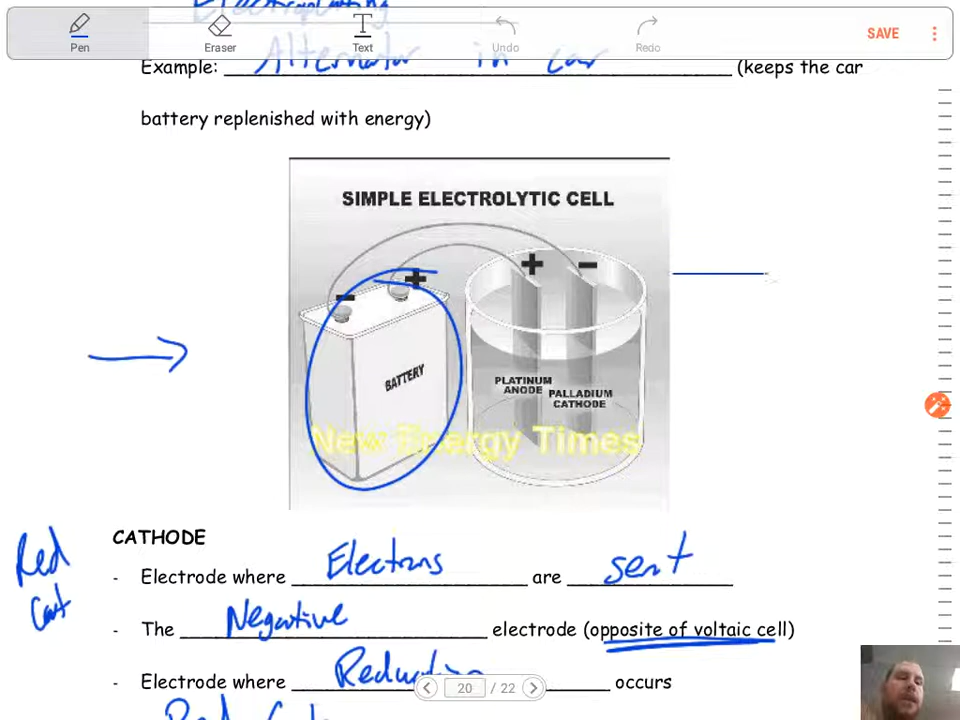 Electroplating
Pen
Eraser
Text
Undo
Redo
SAVE
Example: Alternator in car (keeps the car
battery replenished with energy)
SIMPLE ELECTROLYTIC CELL
+ -
- +
BATTERY
PLATINUM ANODE
PALLADIUM CATHODE
New Energy Times
CATHODE
Red
Cat
- Electrode where Electrons are sent
- The Negative electrode (opposite of voltaic cell)
- Electrode where Reduction occurs
20 / 22
Red